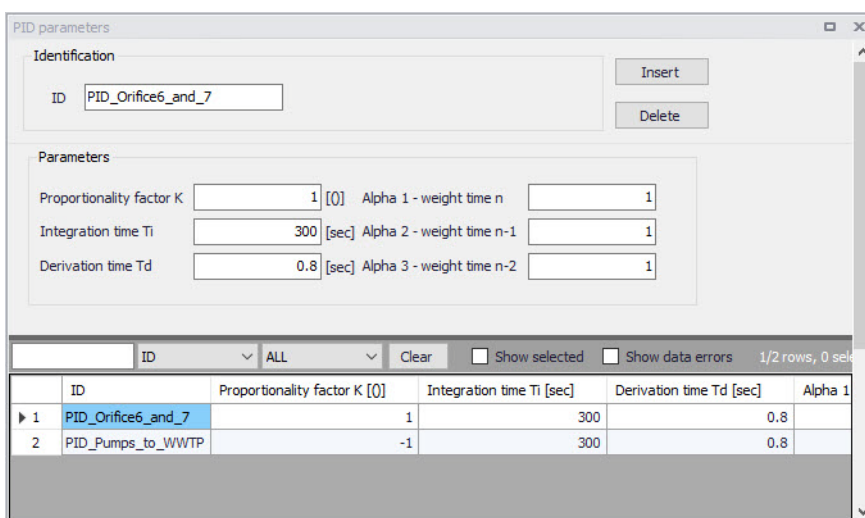 PID parameters
Identification
ID PID_Orifice6_and_7
Insert
Delete
Parameters
Proportionality factor K 1 [()] Alpha 1 - weight time n 1
Integration time Ti 300 [sec] Alpha 2 - weight time n-1 1
Derivation time Td 0.8 [sec] Alpha 3 - weight time n-2 1
ID ALL Clear Show selected Show data errors 1/2 rows, 0 sele
ID Proportionality factor K [()] Integration time Ti [sec] Derivation time Td [sec] Alpha 1
1 PID_Orifice6_and_7 1 300 0.8
2 PID_Pumps_to_WWTP -1 300 0.8